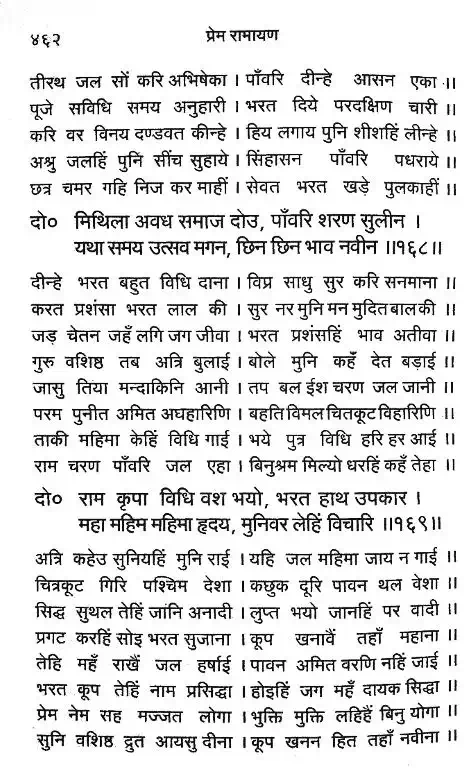 ४६२
प्रेम रामायण
तीरथ जल सों करि अभिषेका । पाँवरि दीन्हे आसन एका ॥
पूजे सविधि समय अनुहारी । भरत दिये परदक्षिण चारी ॥
करि वर विनय दण्डवत कीन्हे । हिय लगाय पुनि शीशहिं लीन्हे ॥
अश्रु जलहिं पुनि सींच सुहाये । सिंहासन पाँवरि पधराये ॥
छत्र चमर गहि निज कर माहीं । सेवत भरत खड़े पुलकाहीं ॥
दो० मिथिला अवध समाज दोउ, पाँवरि शरण सुलीन ।
यथा समय उत्सव मगन, छिन छिन भाव नवीन ॥१६८॥
दीन्हे भरत बहुत विधि दाना । विप्र साधु सुर करि सनमाना ॥
करत प्रशंसा भरत लाल की । सुर नर मुनि मन मुदित बालकी ॥
जड़ चेतन जहँ लगि जग जीवा । भरत प्रशंसहिं भाव अतीवा ॥
गुरु वशिष्ठ तब अत्रि बुलाई । बोले मुनि कहँ देत बड़ाई ॥
जासु तिया मन्दाकिनि आनी । तप बल ईश चरण जल जानी ॥
परम पुनीत अमित अघहारिणि । बहति विमल चितकूट विहारिणि ॥
ताकी महिमा केहिं विधि गाई । भये पुत्र विधि हरि हर आई ॥
राम चरण पाँवरि जल एहा । बिनुश्रम मिल्यो धरहिं कहँ तेहा ॥
दो० राम कृपा विधि वश भयो, भरत हाथ उपकार ।
महा महिम महिमा हृदय, मुनिवर लेहिं विचारि ॥१६९॥
अत्रि कहेउ सुनियहिं मुनि राई । यहि जल महिमा जाय न गाई ॥
चित्रकूट गिरि पश्चिम देशा । कछुक दूरि पावन थल वेशा ॥
सिद्ध सुथल तेहिं जांनि अनादी । लुप्त भयो जानहिं पर वादी ॥
प्रगट करहिं सोइ भरत सुजाना । कूप खनावैं तहाँ महाना ॥
तेहि महँ राखैं जल हर्षाई । पावन अमित वरणि नहिं जाई ॥
भरत कूप तेहिं नाम प्रसिद्धा । होइहिं जग महँ दायक सिद्धा ॥
प्रेम नेम सह मज्जत लोगा । भुक्ति मुक्ति लहिहैं बिनु योगा ॥
सुनि वशिष्ठ द्रुत आयसु दीना । कूप खनन हित तहाँ नवीना ॥